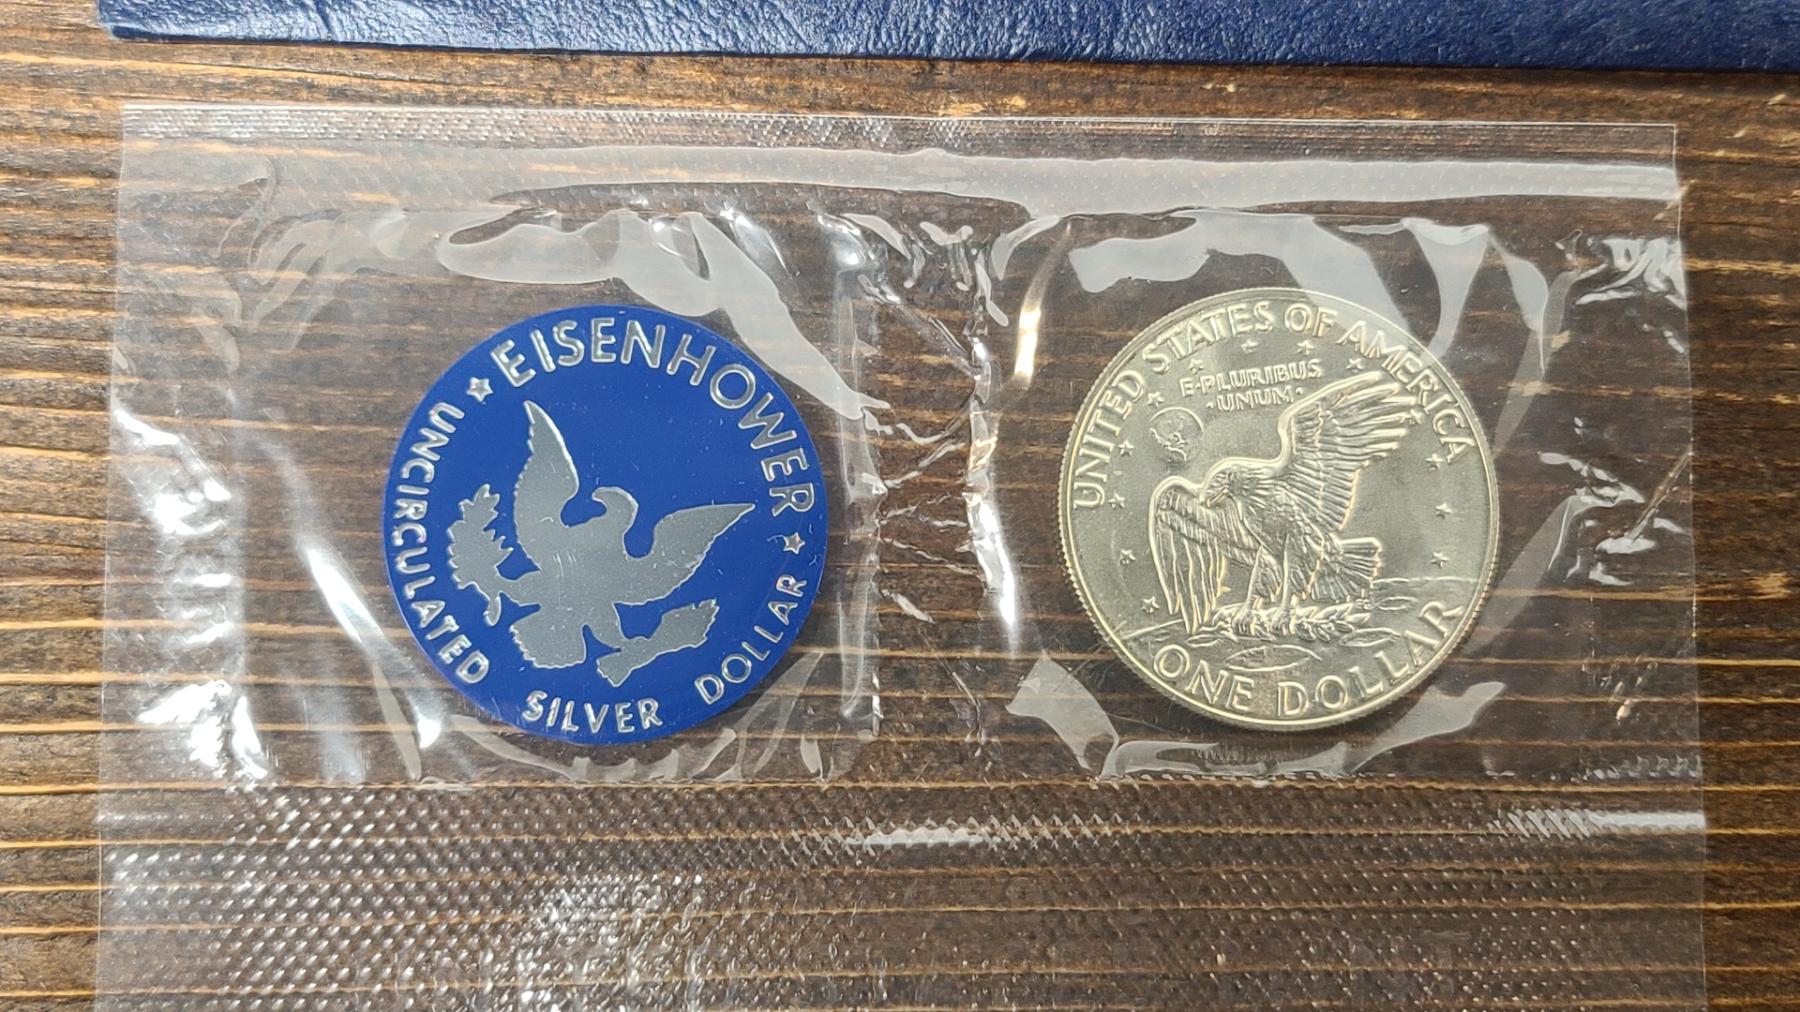 ★ EISENHOWER ★
UNCIRCULATED SILVER DOLLAR
UNITED STATES OF AMERICA
E·PLURIBUS
·UNUM·
ONE DOLLAR